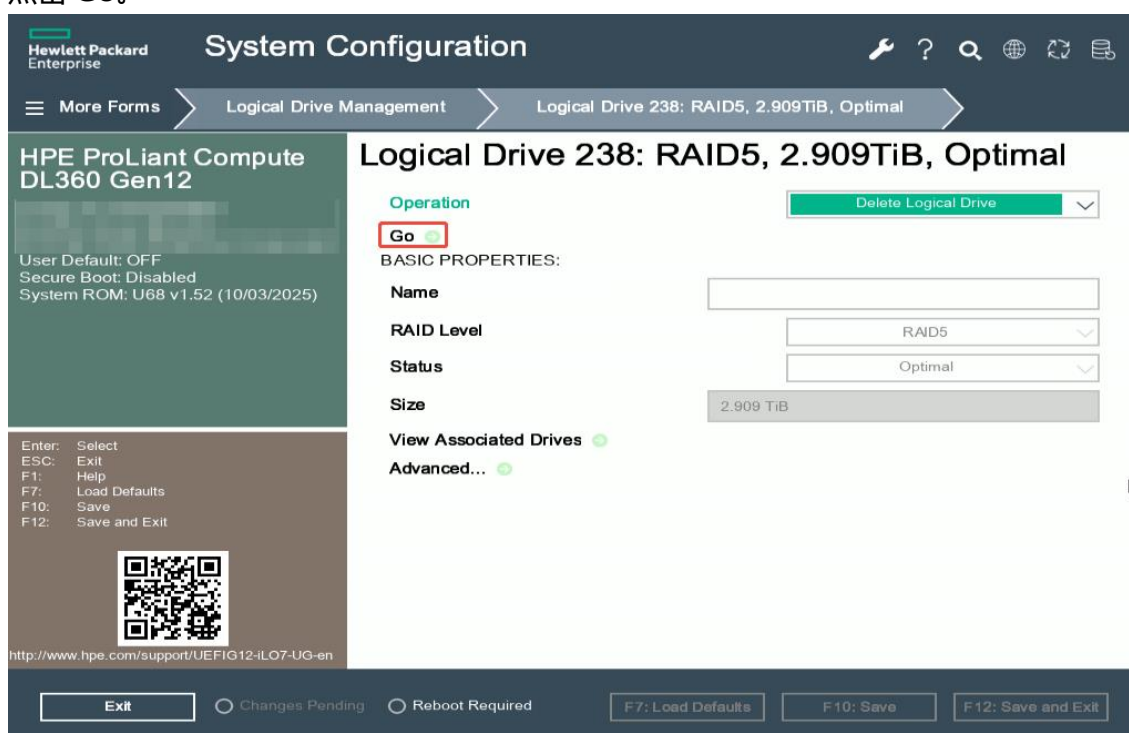 点击 Go。
Hewlett Packard
Enterprise
System Configuration
?
More Forms
Logical Drive Management
Logical Drive 238: RAID5, 2.909TiB, Optimal
HPE ProLiant Compute
DL360 Gen12
User Default: OFF
Secure Boot: Disabled
System ROM: U68 v1.52 (10/03/2025)
Logical Drive 238: RAID5, 2.909TiB, Optimal
Operation
Delete Logical Drive
Go
BASIC PROPERTIES:
Name
RAID Level
RAID5
Status
Optimal
Size
2.909 TiB
View Associated Drives
Advanced...
Enter: Select
ESC: Exit
F1: Help
F7: Load Defaults
F10: Save
F12: Save and Exit
http://www.hpe.com/support/UEFIG12-iLO7-UG-en
Exit
Changes Pending
Reboot Required
F7: Load Defaults
F10: Save
F12: Save and Exit